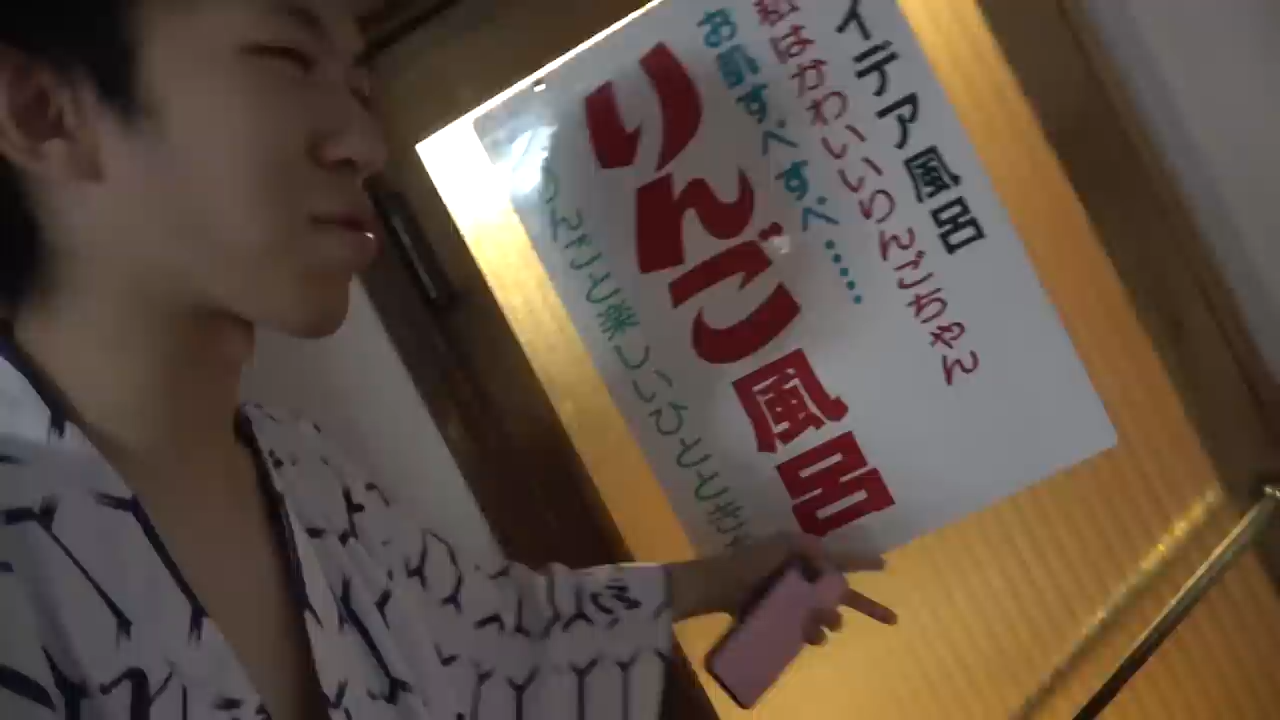 イデア風呂
私はかわいいりんごちゃん
お肌すべすべ……
りんご風呂
りんごと楽しいひととき